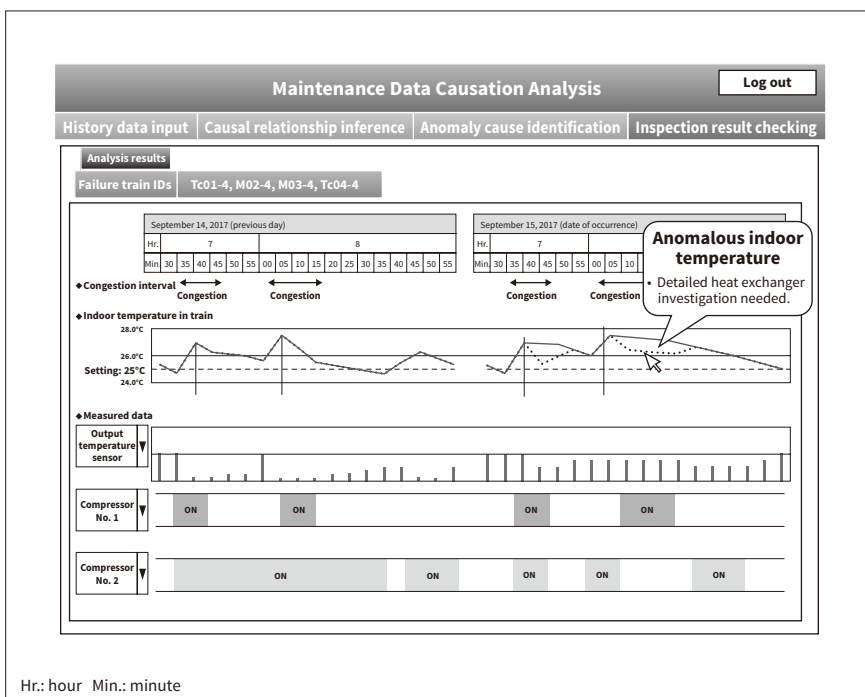 Maintenance Data Causation Analysis
Log out
History data input
Causal relationship inference
Anomaly cause identification
Inspection result checking
Analysis results
Failure train IDs
Tc01-4, M02-4, M03-4, Tc04-4
September 14, 2017 (previous day)
Hr. 7 8
Min. 30 35 40 45 50 55 00 05 10 15 20 25 30 35 40 45 50 55
September 15, 2017 (date of occurrence)
Hr. 7
Min. 30 35 40 45 50 55 00 05 10
Anomalous indoor
temperature
• Detailed heat exchanger
investigation needed.
◆Congestion interval
Congestion
Congestion
Congestion
Congestion
◆Indoor temperature in train
28.0°C
26.0°C
Setting: 25°C
24.0°C
◆Measured data
Output
temperature
sensor
▼
Compressor
No. 1
▼
ON
ON
ON
ON
Compressor
No. 2
▼
ON
ON
ON
ON
ON
Hr.: hour Min.: minute